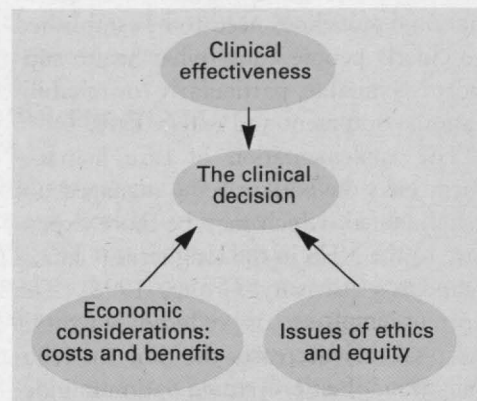 Clinical
effectiveness
The clinical
decision
Economic
considerations:
costs and benefits
Issues of ethics
and equity